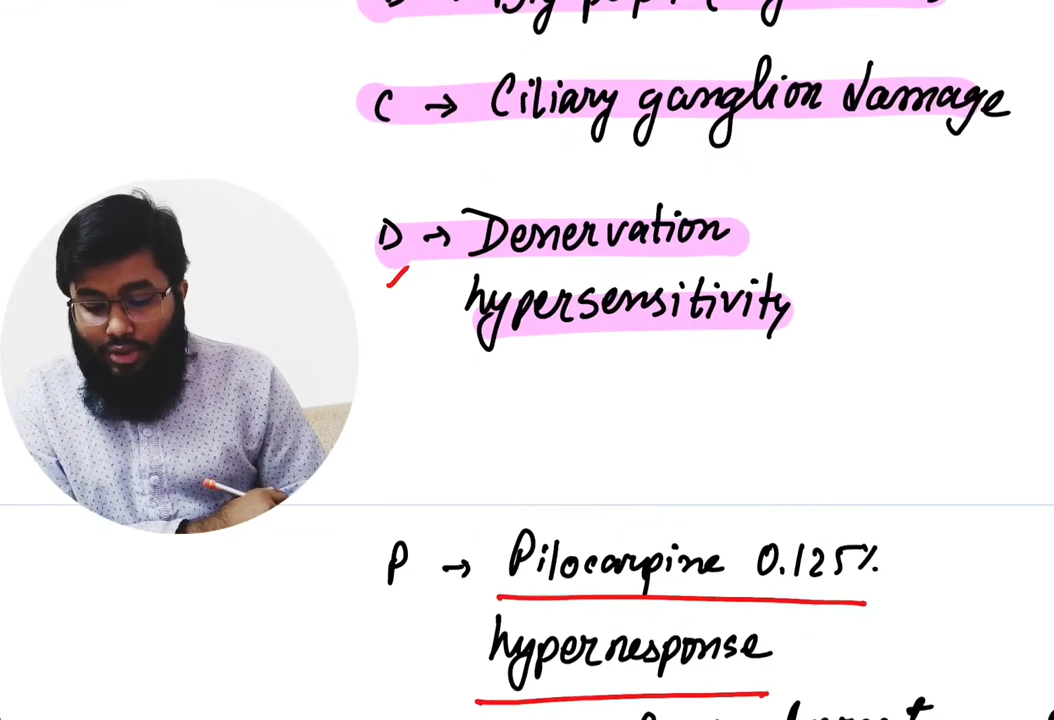 C → Ciliary ganglion damage
D → Denervation
hypersensitivity
P → Pilocarpine 0.125%
hyperresponse